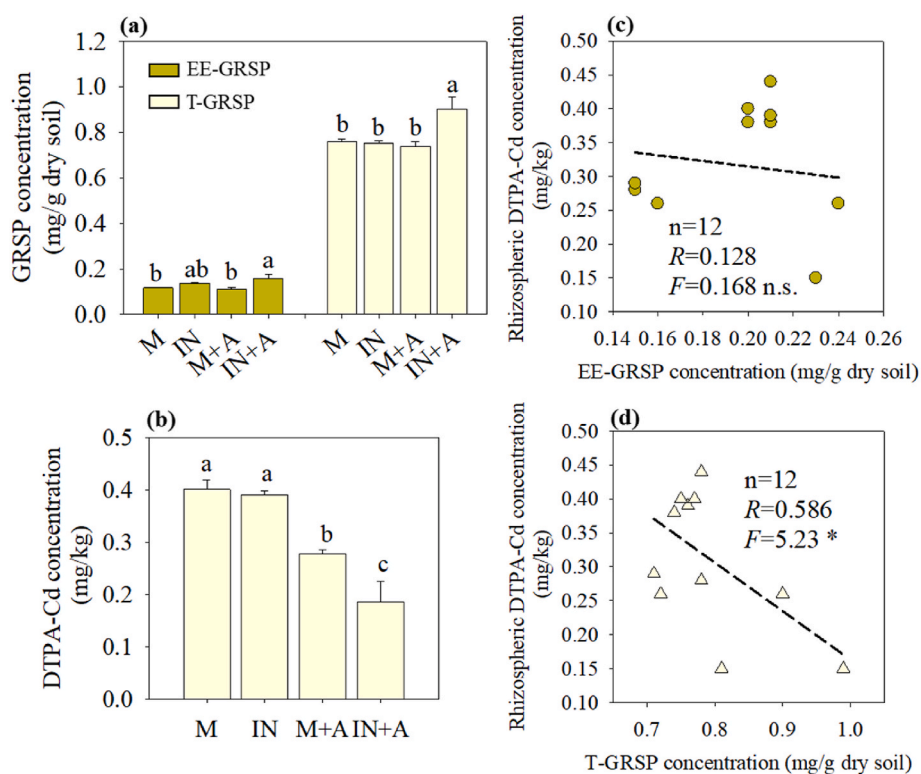 (a)
GRSP concentration
(mg/g dry soil)
1.2
1.0
0.8
0.6
0.4
0.2
0.0
EE-GRSP
T-GRSP
b
ab
b
a
b
b
b
a
M
IN
M+A
IN+A
M
IN
M+A
IN+A
(c)
Rhizospheric DTPA-Cd concentration
(mg/kg)
0.50
0.45
0.40
0.35
0.30
0.25
0.20
0.15
0.10
n=12
R=0.128
F=0.168 n.s.
0.14
0.16
0.18
0.20
0.22
0.24
0.26
EE-GRSP concentration (mg/g dry soil)
(b)
DTPA-Cd concentration
(mg/kg)
0.5
0.4
0.3
0.2
0.1
0.0
a
a
b
c
M
IN
M+A
IN+A
(d)
Rhizospheric DTPA-Cd concentration
(mg/kg)
0.50
0.45
0.40
0.35
0.30
0.25
0.20
0.15
0.10
n=12
R=0.586
F=5.23 *
0.7
0.8
0.9
1.0
T-GRSP concentration (mg/g dry soil)